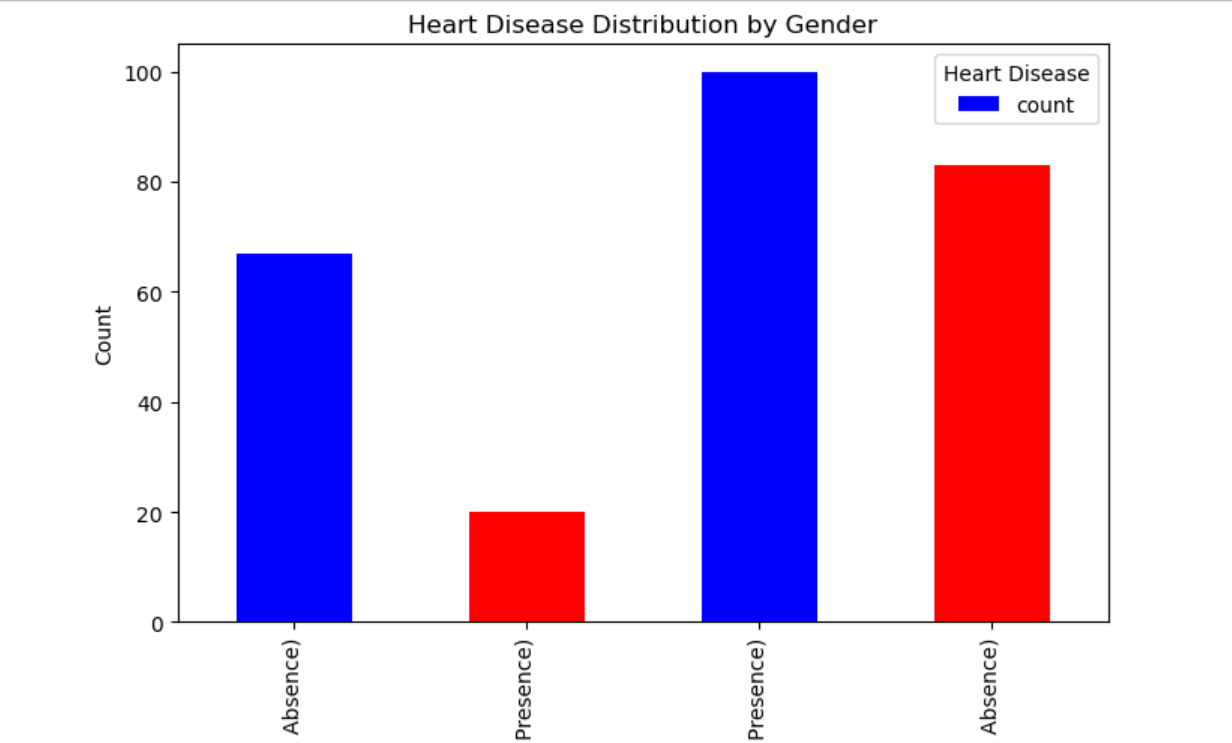 Heart Disease Distribution by Gender
Heart Disease
count
100
80
60
40
20
0
Count
Absence)
Presence)
Presence)
Absence)